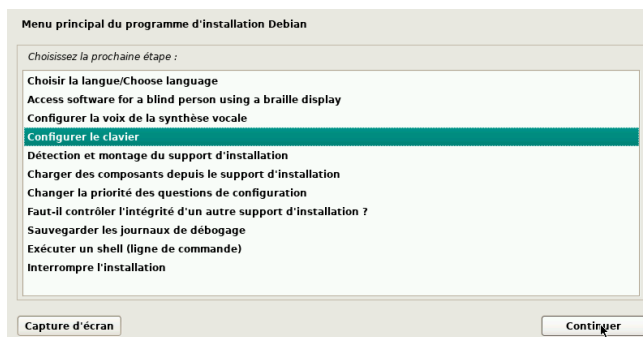 Menu principal du programme d'installation Debian
Choisissez la prochaine étape :
Choisir la langue/Choose language
Access software for a blind person using a braille display
Configurer la voix de la synthèse vocale
Configurer le clavier
Détection et montage du support d'installation
Charger des composants depuis le support d'installation
Changer la priorité des questions de configuration
Faut-il contrôler l'intégrité d'un autre support d'installation ?
Sauvegarder les journaux de débogage
Exécuter un shell (ligne de commande)
Interrompre l'installation
Capture d'écran
Continuer